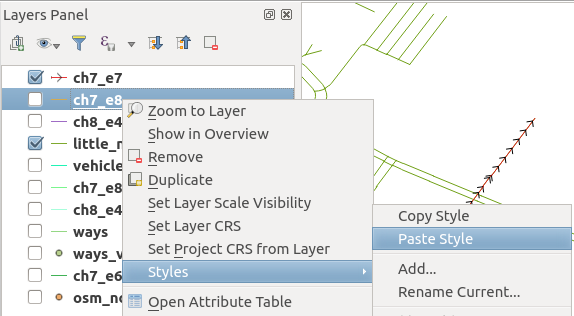 Layers Panel
ch7_e7
ch7_e8
Zoom to Layer
ch8_e4
Show in Overview
little_
Remove
vehicle
Duplicate
ch7_e8
Set Layer Scale Visibility
ch8_e4
Set Layer CRS
Copy Style
ways
Set Project CRS from Layer
Paste Style
ways_v
Styles
Add...
ch7_e6
Open Attribute Table
Rename Current...
osm_no